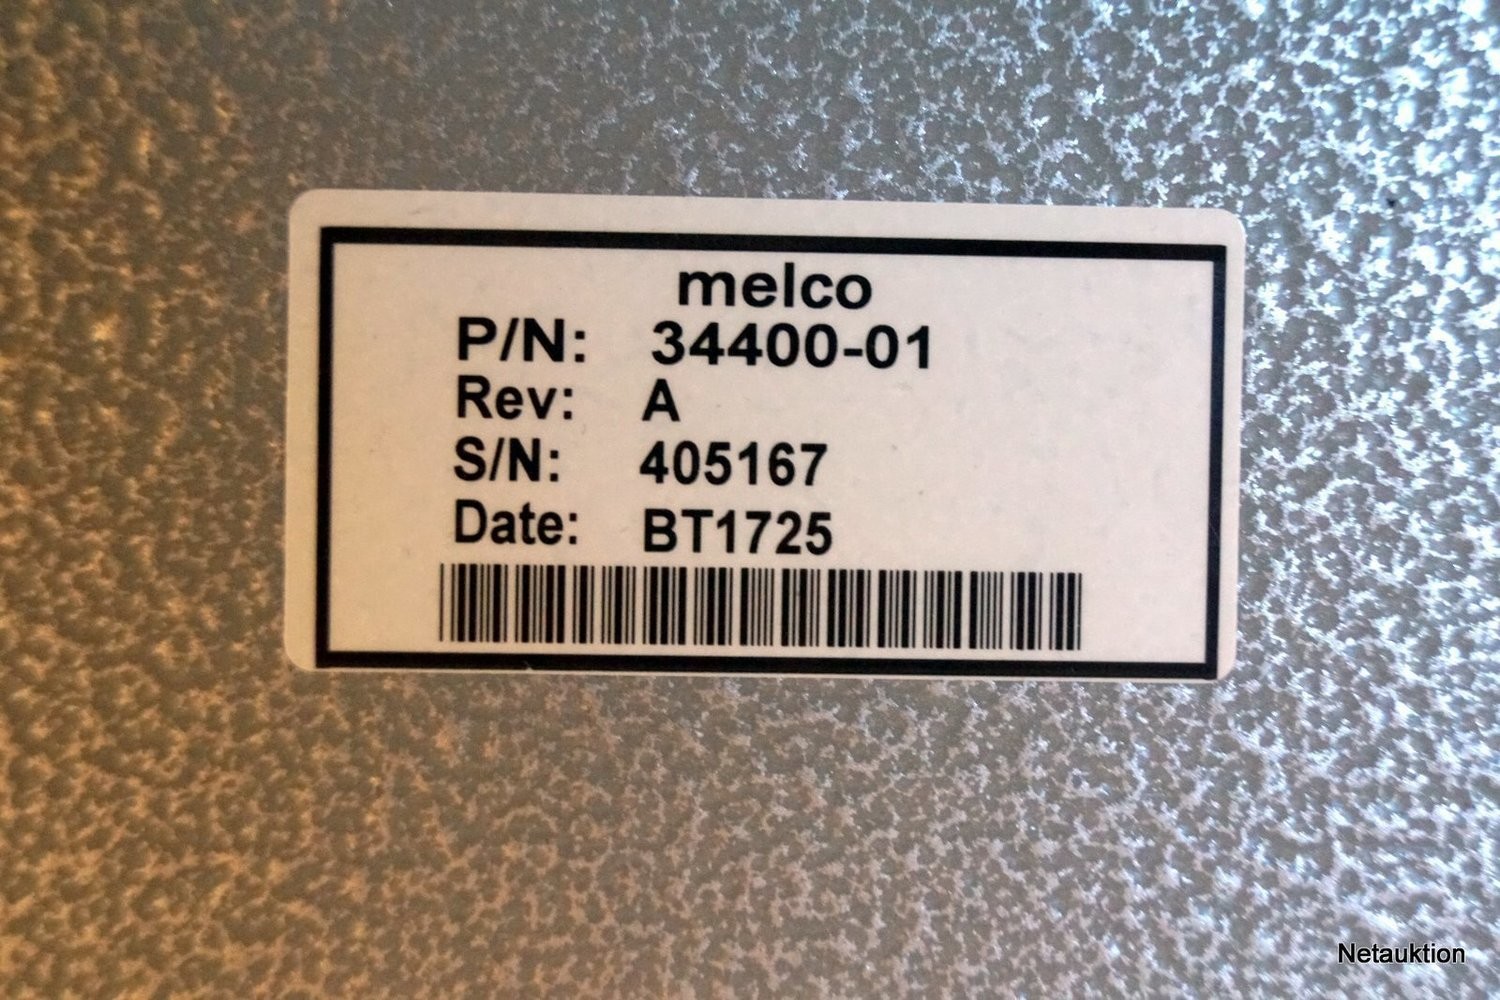 melco
P/N: 34400-01
Rev: A
S/N: 405167
Date: BT1725
Netauktion